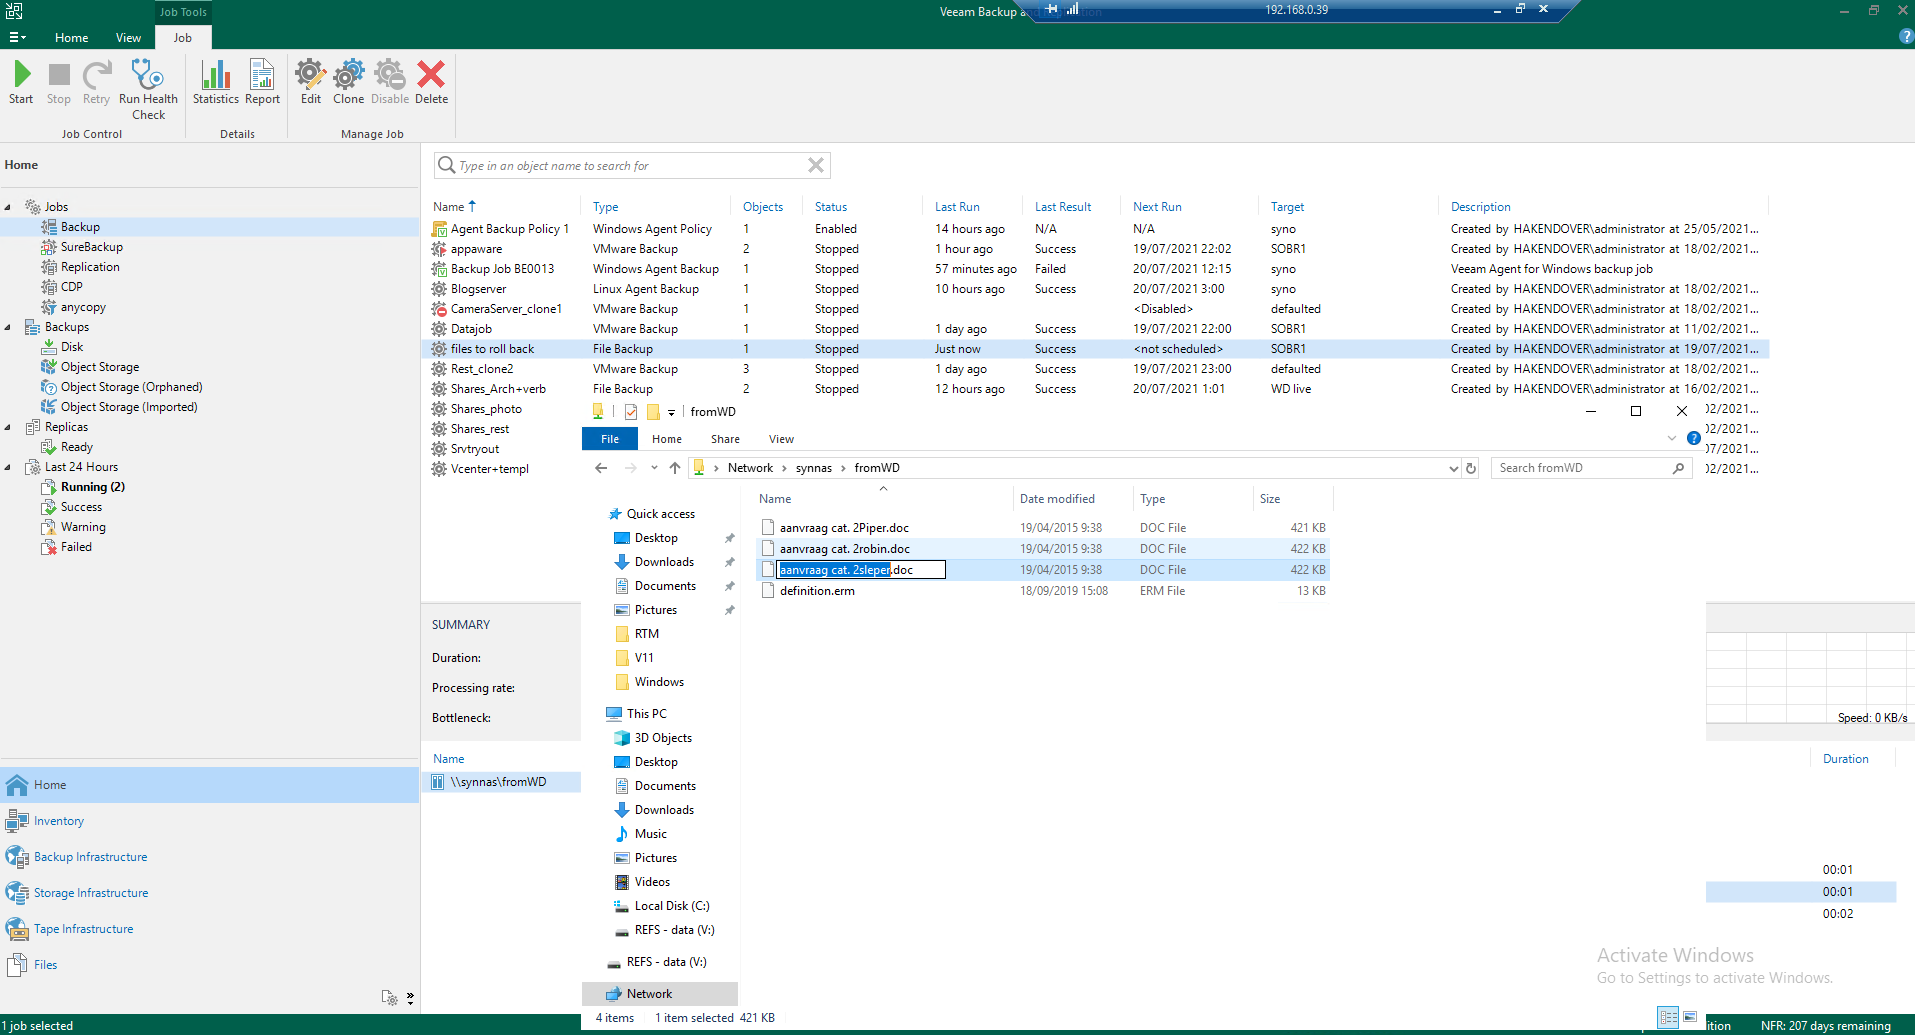 Job Tools
Veeam Backup and
192.168.0.39
Home
View
Job
Start
Stop
Retry
Run Health Check
Statistics
Report
Edit
Clone
Disable
Delete
Job Control
Details
Manage Job
Home
Jobs
Backup
SureBackup
Replication
CDP
anycopy
Backups
Disk
Object Storage
Object Storage (Orphaned)
Object Storage (Imported)
Replicas
Ready
Last 24 Hours
Running (2)
Success
Warning
Failed
Home
Inventory
Backup Infrastructure
Storage Infrastructure
Tape Infrastructure
Files
1 job selected
Type in an object name to search for
Name Type Objects Status Last Run Last Result Next Run Target Description
Agent Backup Policy 1 Windows Agent Policy 1 Enabled 14 hours ago N/A N/A syno Created by HAKENDOVER\administrator at 25/05/2021...
appaware VMware Backup 2 Stopped 1 hour ago Success 19/07/2021 22:02 SOBR1 Created by HAKENDOVER\administrator at 18/02/2021...
Backup Job BE0013 Windows Agent Backup 1 Stopped 57 minutes ago Failed 20/07/2021 12:15 syno Veeam Agent for Windows backup job
Blogserver Linux Agent Backup 1 Stopped 10 hours ago Success 20/07/2021 3:00 syno Created by HAKENDOVER\administrator at 18/02/2021...
CameraServer_clone1 VMware Backup 1 Stopped <Disabled> defaulted Created by HAKENDOVER\administrator at 18/02/2021...
Datajob VMware Backup 1 Stopped 1 day ago Success 19/07/2021 22:00 SOBR1 Created by HAKENDOVER\administrator at 11/02/2021...
files to roll back File Backup 1 Stopped Just now Success <not scheduled> SOBR1 Created by HAKENDOVER\administrator at 19/07/2021...
Rest_clone2 VMware Backup 3 Stopped 1 day ago Success 19/07/2021 23:00 defaulted Created by HAKENDOVER\administrator at 18/02/2021...
Shares_Arch+verb File Backup 2 Stopped 12 hours ago Success 20/07/2021 1:01 WD live Created by HAKENDOVER\administrator at 16/02/2021...
Shares_photo 02/2021...
Shares_rest 02/2021...
Srvtryout 07/2021...
Vcenter+templ 02/2021...
SUMMARY
Duration:
Processing rate:
Bottleneck:
Name
\\synnas\fromWD
fromWD
File Home Share View
Network synnas fromWD
Search fromWD
Quick access
Desktop
Downloads
Documents
Pictures
RTM
V11
Windows
This PC
3D Objects
Desktop
Documents
Downloads
Music
Pictures
Videos
Local Disk (C:)
REFS - data (V:)
REFS - data (V:)
Network
Name Date modified Type Size
aanvraag cat. 2Piper.doc 19/04/2015 9:38 DOC File 421 KB
aanvraag cat. 2robin.doc 19/04/2015 9:38 DOC File 422 KB
aanvraag cat. 2sleper.doc 19/04/2015 9:38 DOC File 422 KB
definition.erm 18/09/2019 15:08 ERM File 13 KB
4 items 1 item selected 421 KB
Speed: 0 KB/s
Duration
00:01
00:01
00:02
Activate Windows
Go to Settings to activate Windows.
ition
NFR: 207 days remaining